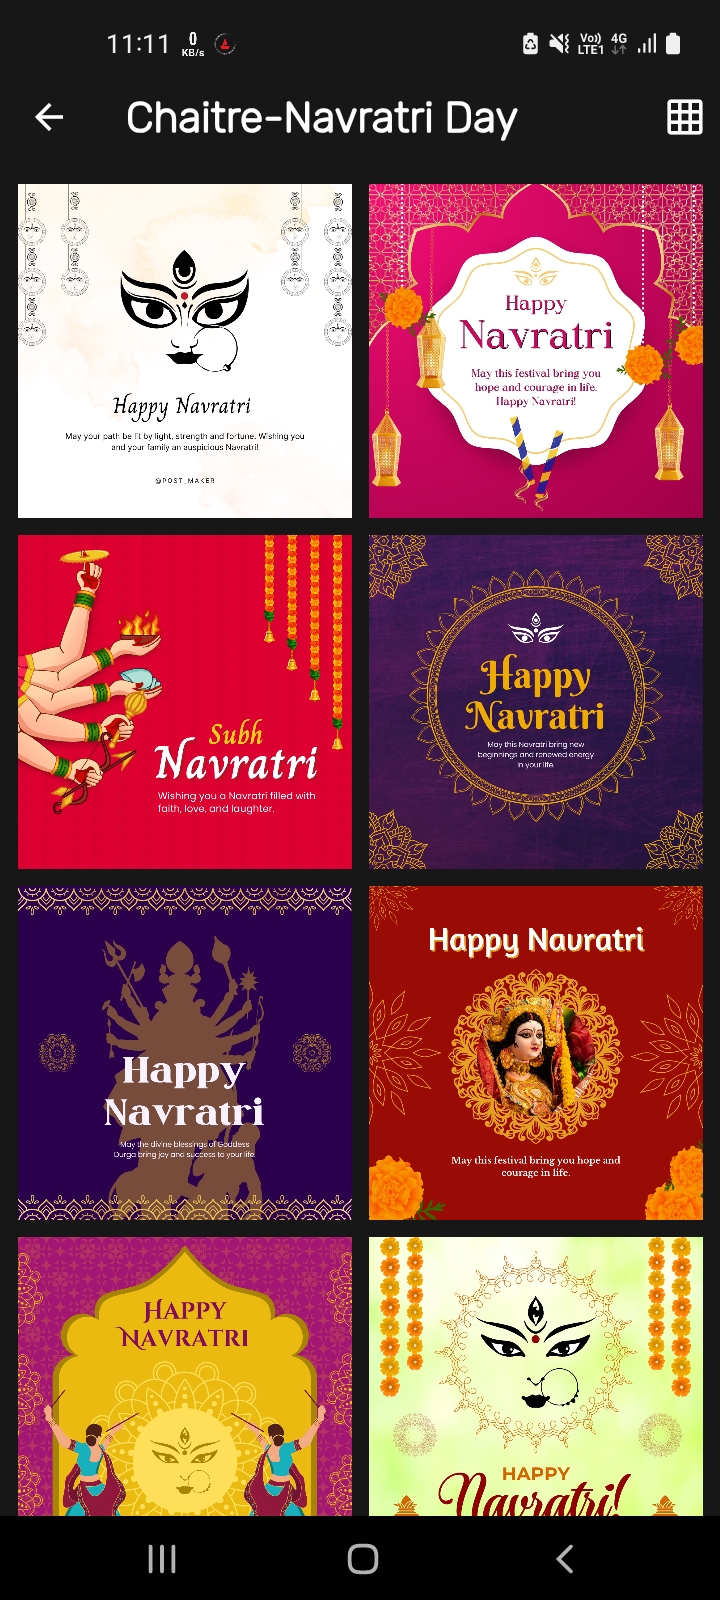 11:11 0 KB/s Vo)) LTE1 4G
Chaitre-Navratri Day
Happy Navratri
May your path be lit by light, strength and fortune. Wishing you
and your family an auspicious Navratri!
@POST_MAKER
Happy
Navratri
May this festival bring you
hope and courage in life.
Happy Navratri!
Subh
Navratri
Wishing you a Navratri filled with
faith, love, and laughter.
Happy
Navratri
May this Navratri bring new
beginnings and renewed energy
in your life.
Happy
Navratri
May the divine blessings of Goddess
Durga bring joy and success to your life.
Happy Navratri
May this festival bring you hope and
courage in life.
HAPPY
NAVRATRI
HAPPY
Navratri!